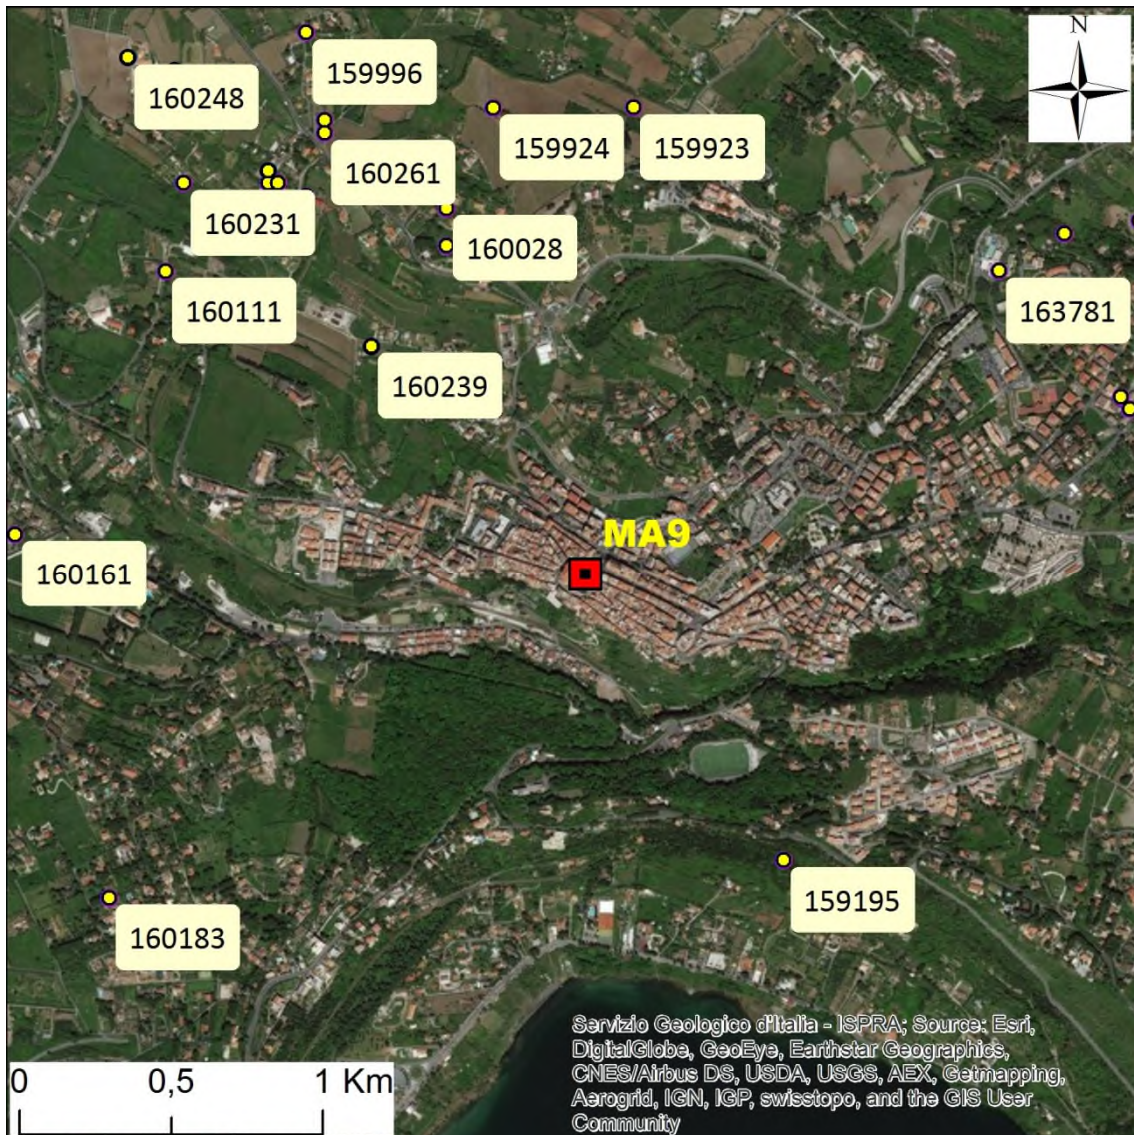 N
159996
160248
159924
159923
160261
160231
160028
160111
163781
160239
MA9
160161
159195
160183
Servizio Geologico d'Italia - ISPRA; Source: Esri,
DigitalGlobe, GeoEye, Earthstar Geographics,
CNES/Airbus DS, USDA, USGS, AEX, Getmapping,
Aerogrid, IGN, IGP, swisstopo, and the GIS User
Community
0 0,5 1 Km